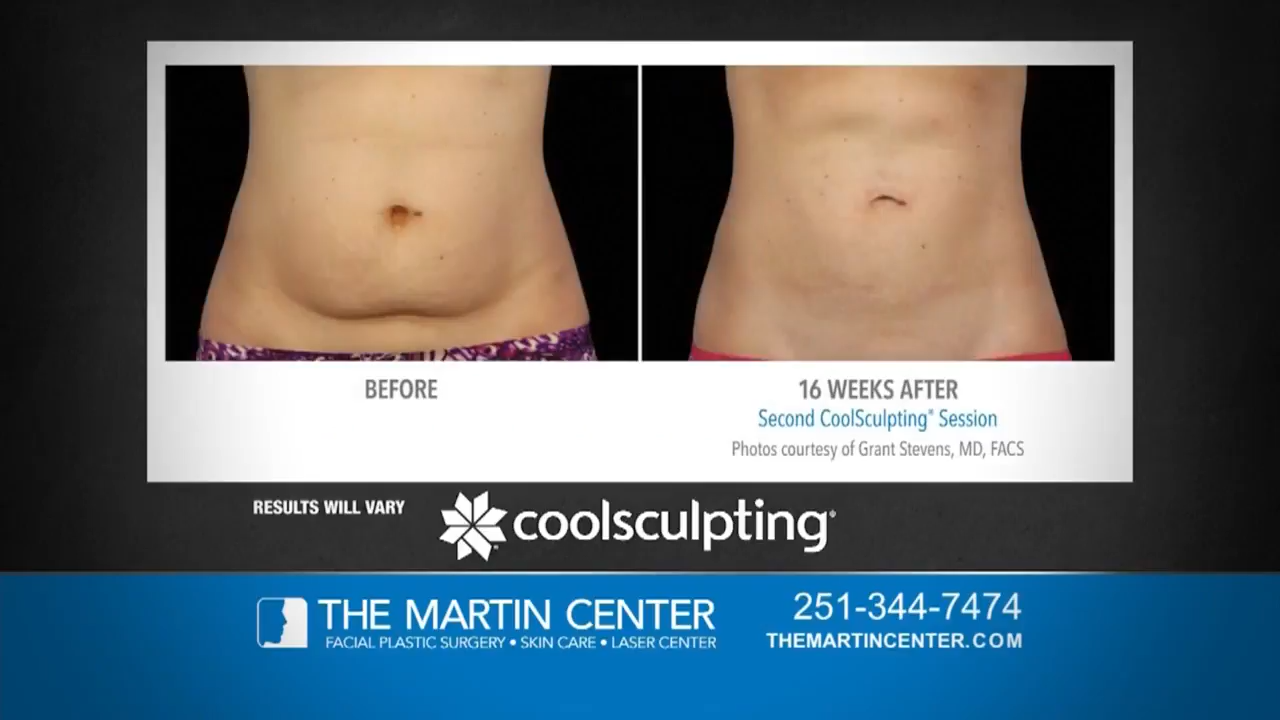 BEFORE
16 WEEKS AFTER
Second CoolSculpting® Session
Photos courtesy of Grant Stevens, MD, FACS
RESULTS WILL VARY
coolsculpting®
THE MARTIN CENTER
FACIAL PLASTIC SURGERY • SKIN CARE • LASER CENTER
251-344-7474
THEMARTINCENTER.COM